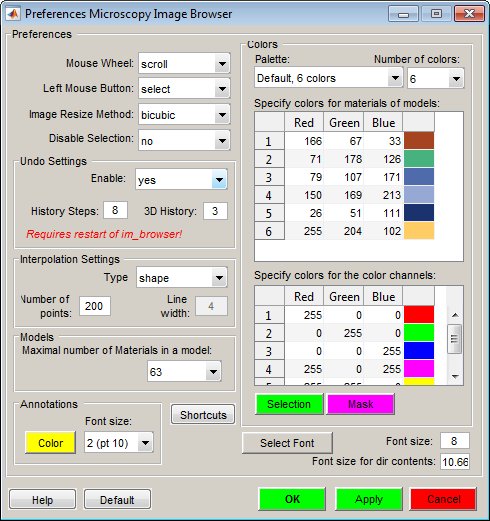 Preferences Microscopy Image Browser
Preferences
Mouse Wheel: scroll
Left Mouse Button: select
Image Resize Method: bicubic
Disable Selection: no
Undo Settings
Enable: yes
History Steps: 8 3D History: 3
Requires restart of im_browser!
Interpolation Settings
Type shape
Number of points: 200 Line width: 4
Models
Maximal number of Materials in a model:
63
Annotations
Color
Font size:
2 (pt 10)
Shortcuts
Colors
Palette: Number of colors:
Default, 6 colors 6
Specify colors for materials of models:
Red Green Blue
1 166 67 33
2 71 178 126
3 79 107 171
4 150 169 213
5 26 51 111
6 255 204 102
Specify colors for the color channels:
Red Green Blue
1 255 0 0
2 0 255 0
3 0 0 255
4 255 0 255
Selection Mask
Select Font Font size: 8
Font size for dir contents: 10.66
Help Default OK Apply Cancel